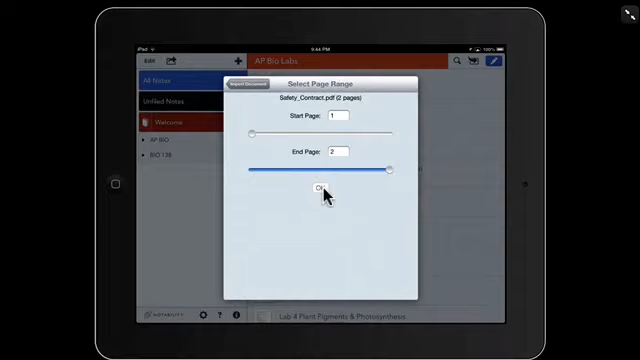 iPad 9:44 PM 100%
Edit AP Bio Labs
Import Document Select Page Range
All Notes
Safety_Contract.pdf (2 pages)
Unfiled Notes
Start Page: 1
Welcome
AP BIO
End Page: 2
BIO 13B
OK
NOTABILITY ? i
Lab 4 Plant Pigments & Photosynthesis